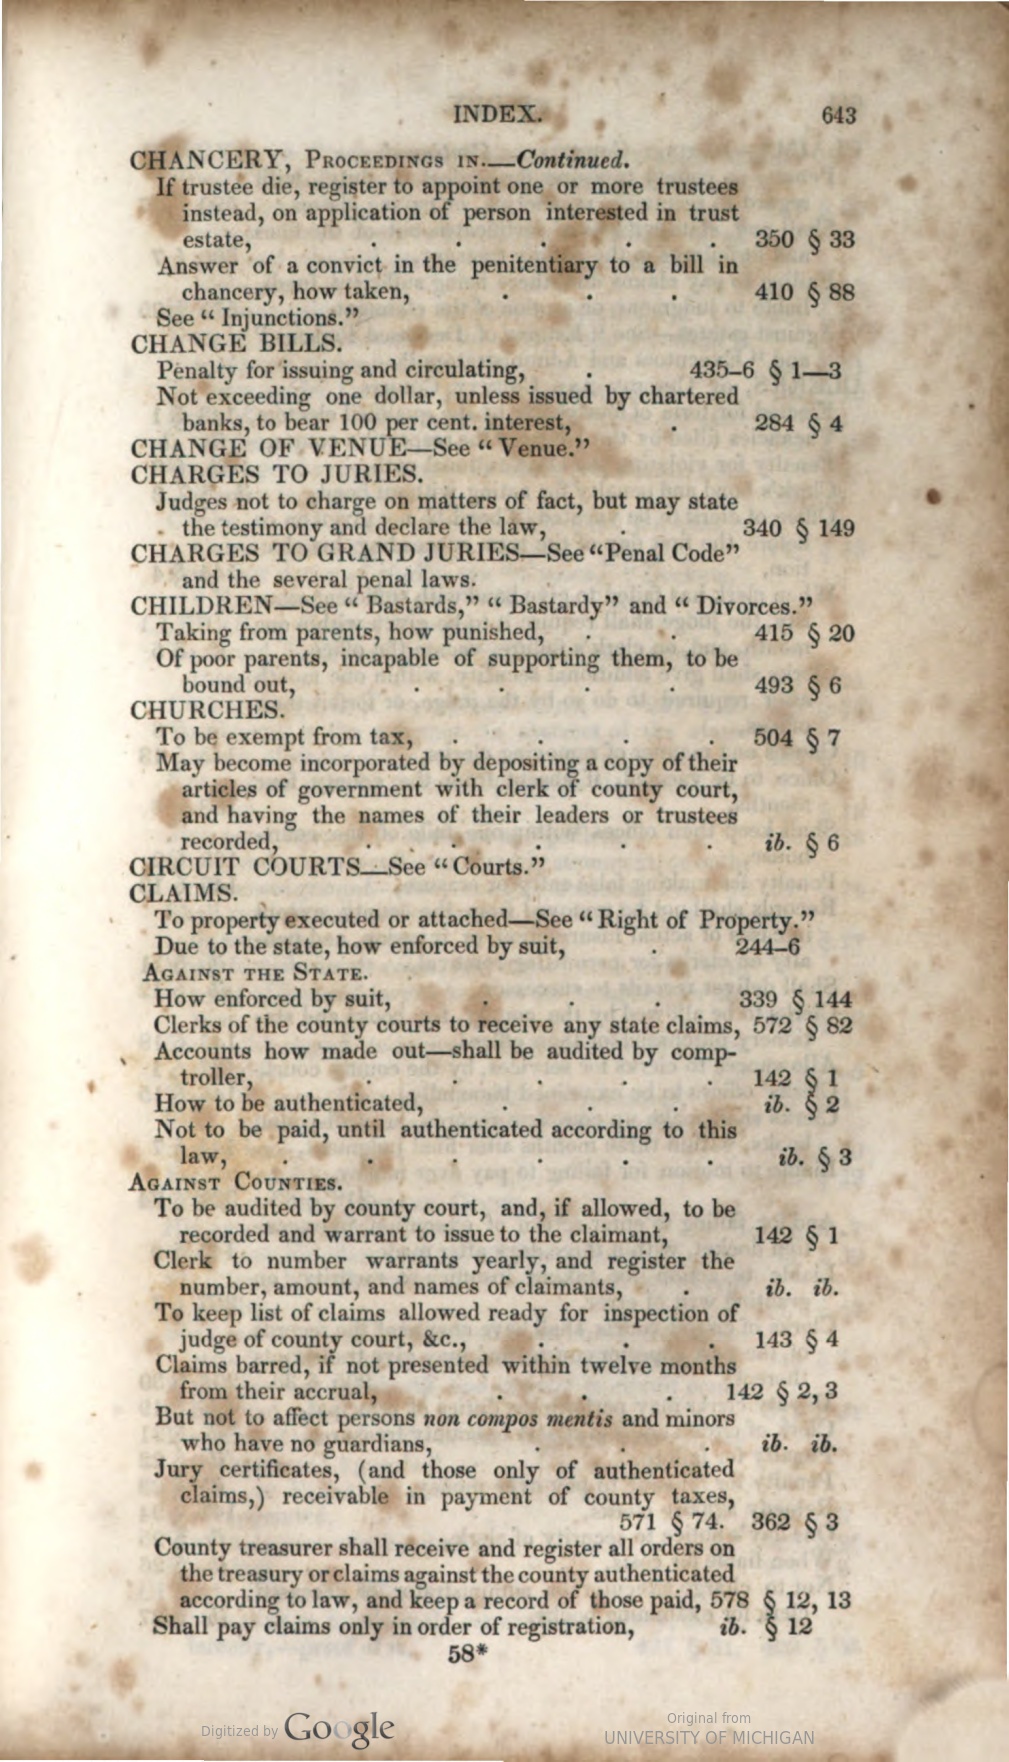 INDEX. 643
CHANCERY, PROCEEDINGS IN.—Continued.
If trustee die, register to appoint one or more trustees
instead, on application of person interested in trust
estate, . . . . . 350 § 33
Answer of a convict in the penitentiary to a bill in
chancery, how taken, . . . 410 § 88
See “ Injunctions.”
CHANGE BILLS.
Penalty for issuing and circulating, . 435–6 § 1—3
Not exceeding one dollar, unless issued by chartered
banks, to bear 100 per cent. interest, . 284 § 4
CHANGE OF VENUE—See “ Venue.”
CHARGES TO JURIES.
Judges not to charge on matters of fact, but may state
the testimony and declare the law, . 340 § 149
CHARGES TO GRAND JURIES—See “Penal Code”
and the several penal laws.
CHILDREN—See “ Bastards,” “ Bastardy” and “ Divorces.”
Taking from parents, how punished, . . 415 § 20
Of poor parents, incapable of supporting them, to be
bound out, . . . . 493 § 6
CHURCHES.
To be exempt from tax, . . . . 504 § 7
May become incorporated by depositing a copy of their
articles of government with clerk of county court,
and having the names of their leaders or trustees
recorded, . . . . . ib. § 6
CIRCUIT COURTS—See “ Courts.”
CLAIMS.
To property executed or attached—See “ Right of Property.”
Due to the state, how enforced by suit, . 244–6
AGAINST THE STATE.
How enforced by suit, . . . 339 § 144
Clerks of the county courts to receive any state claims, 572 § 82
Accounts how made out—shall be audited by comp-
troller, . . . . . 142 § 1
How to be authenticated, . . . ib. § 2
Not to be paid, until authenticated according to this
law, . . . . . . ib. § 3
AGAINST COUNTIES.
To be audited by county court, and, if allowed, to be
recorded and warrant to issue to the claimant, 142 § 1
Clerk to number warrants yearly, and register the
number, amount, and names of claimants, . ib. ib.
To keep list of claims allowed ready for inspection of
judge of county court, &c., . . . 143 § 4
Claims barred, if not presented within twelve months
from their accrual, . . . 142 § 2, 3
But not to affect persons non compos mentis and minors
who have no guardians, . . . ib. ib.
Jury certificates, (and those only of authenticated
claims,) receivable in payment of county taxes,
571 § 74. 362 § 3
County treasurer shall receive and register all orders on
the treasury or claims against the county authenticated
according to law, and keep a record of those paid, 578 § 12, 13
Shall pay claims only in order of registration, ib. § 12
58*
Digitized by Google
Original from
UNIVERSITY OF MICHIGAN